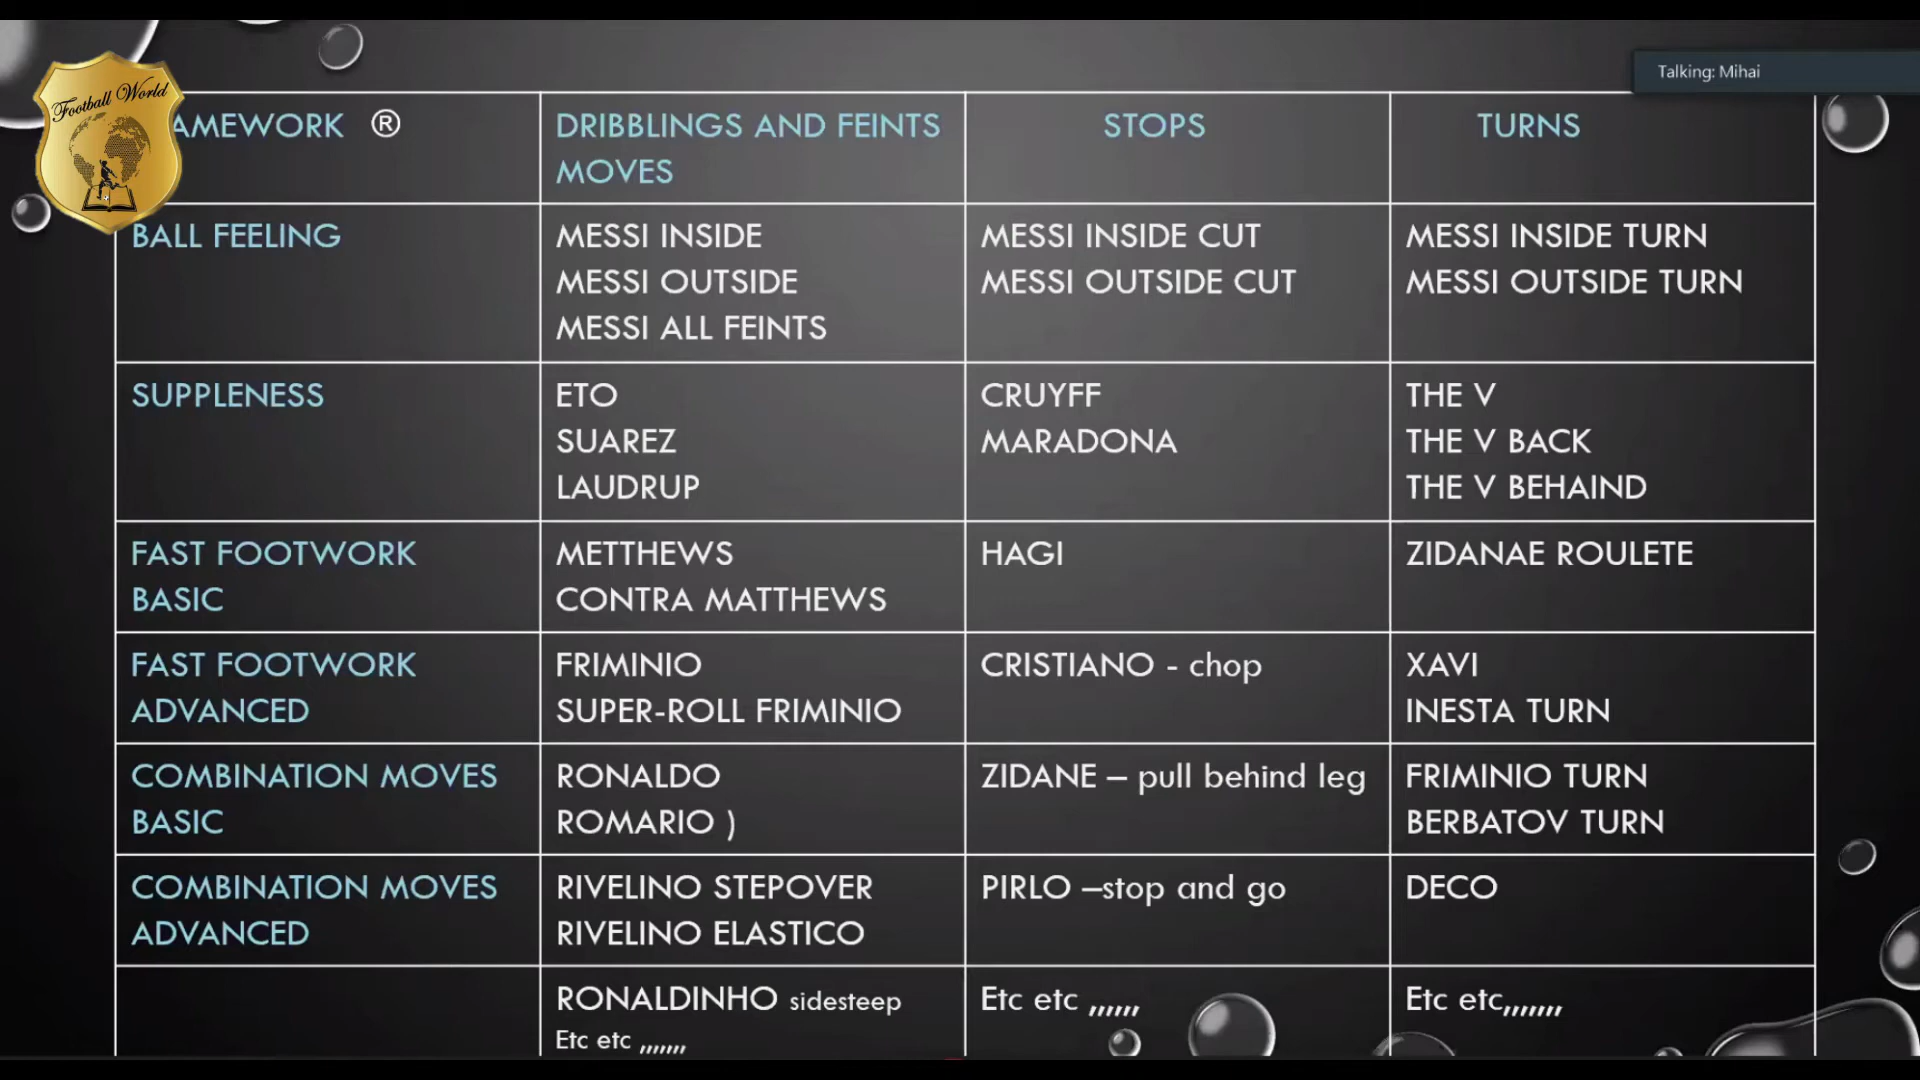 Football World
Talking: Mihai
AMEWORK ®
DRIBBLINGS AND FEINTS
MOVES
STOPS
TURNS
BALL FEELING
MESSI INSIDE
MESSI OUTSIDE
MESSI ALL FEINTS
MESSI INSIDE CUT
MESSI OUTSIDE CUT
MESSI INSIDE TURN
MESSI OUTSIDE TURN
SUPPLENESS
ETO
SUAREZ
LAUDRUP
CRUYFF
MARADONA
THE V
THE V BACK
THE V BEHAIND
FAST FOOTWORK
BASIC
METTHEWS
CONTRA MATTHEWS
HAGI
ZIDANAE ROULETE
FAST FOOTWORK
ADVANCED
FRIMINIO
SUPER-ROLL FRIMINIO
CRISTIANO - chop
XAVI
INESTA TURN
COMBINATION MOVES
BASIC
RONALDO
ROMARIO )
ZIDANE – pull behind leg
FRIMINIO TURN
BERBATOV TURN
COMBINATION MOVES
ADVANCED
RIVELINO STEPOVER
RIVELINO ELASTICO
PIRLO –stop and go
DECO
RONALDINHO sidesteep
Etc etc ,,,,,,,
Etc etc ,,,,,,
Etc etc,,,,,,,